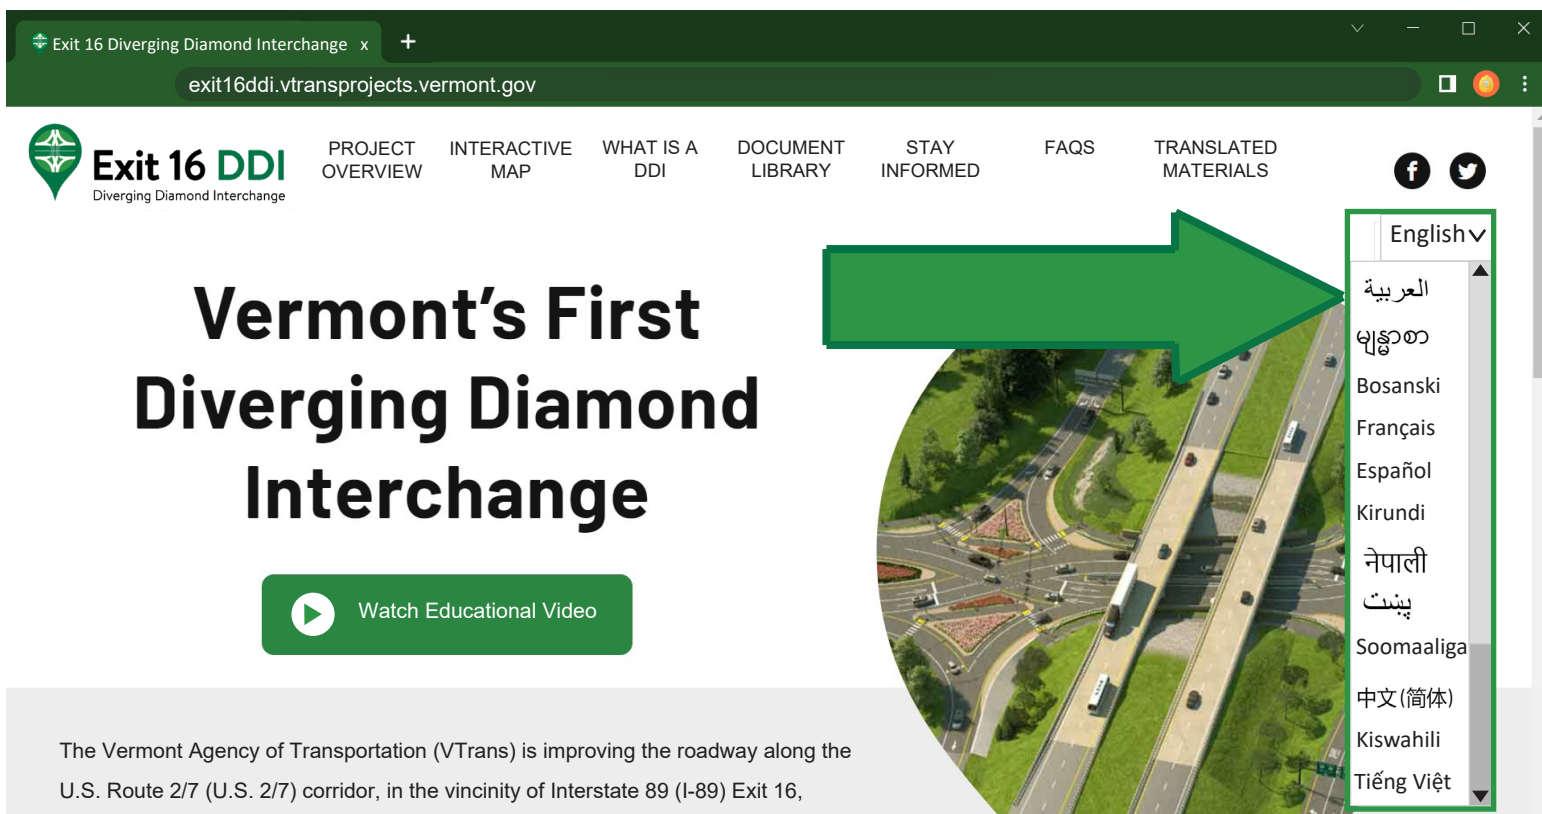 Exit 16 Diverging Diamond Interchange x +
exit16ddi.vtransprojects.vermont.gov
Exit 16 DDI
Diverging Diamond Interchange
PROJECT OVERVIEW
INTERACTIVE MAP
WHAT IS A DDI
DOCUMENT LIBRARY
STAY INFORMED
FAQS
TRANSLATED MATERIALS
English
العربية
မျန္မာစာ
Bosanski
Français
Español
Kirundi
नेपाली
پښت
Soomaaliga
中文(简体)
Kiswahili
Tiếng Việt
Vermont's First
Diverging Diamond
Interchange
Watch Educational Video
The Vermont Agency of Transportation (VTrans) is improving the roadway along the
U.S. Route 2/7 (U.S. 2/7) corridor, in the vincinity of Interstate 89 (I-89) Exit 16,